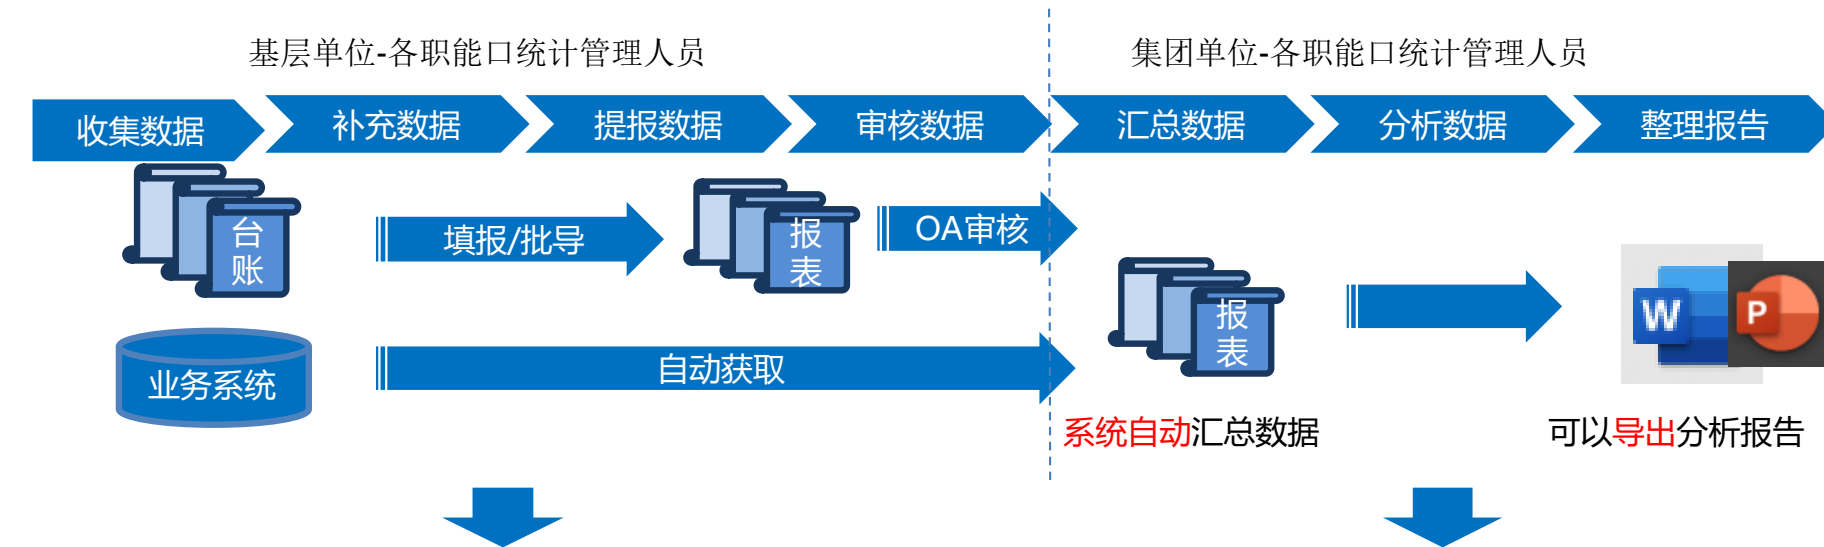 基层单位-各职能口统计管理人员
集团单位-各职能口统计管理人员
收集数据
补充数据
提报数据
审核数据
汇总数据
分析数据
整理报告
台
账
填报/批导
报
表
OA审核
报
表
W
P
业务系统
自动获取
系统自动汇总数据
可以导出分析报告